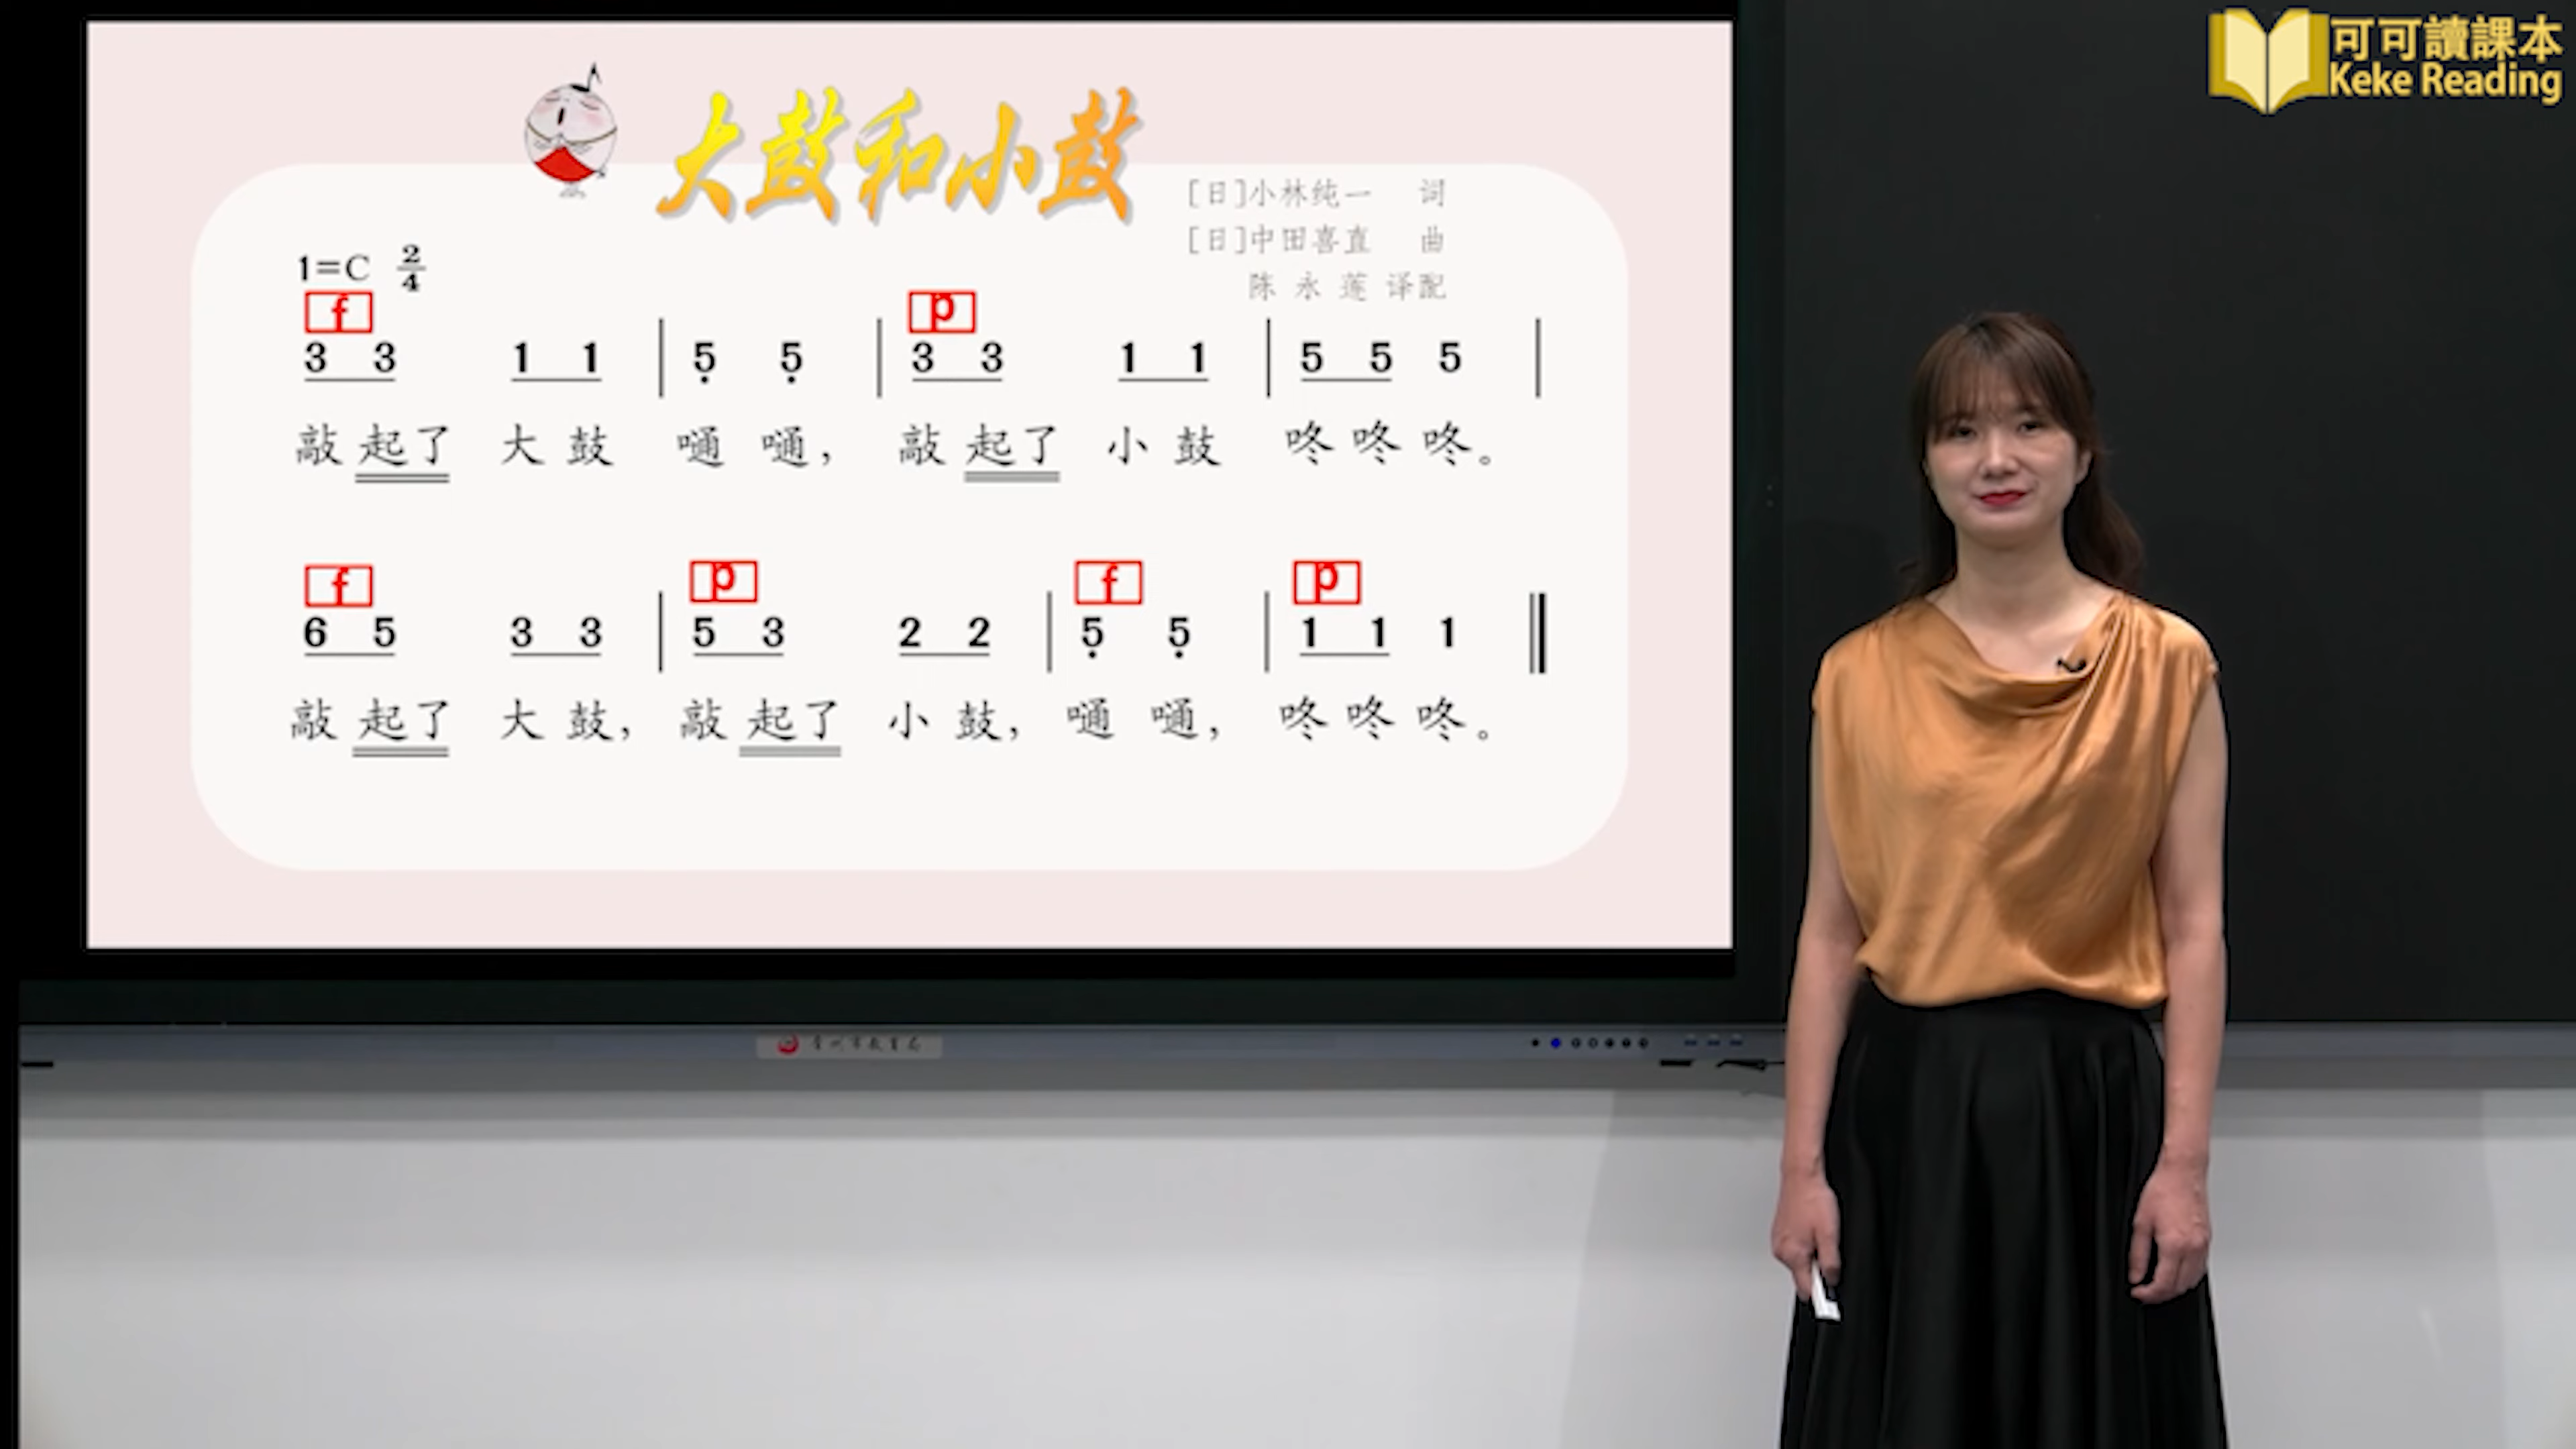 可可讀課本
Keke Reading
大鼓和小鼓
[日]小林纯一 词
[日]中田喜直 曲
陈永莲 译配
1=C 2/4
f p
3 3 1 1 | 5 5 | 3 3 1 1 | 5 5 5 |
敲 起了 大 鼓 嗵 嗵， 敲 起了 小 鼓 咚 咚 咚。
f p f p
6 5 3 3 | 5 3 2 2 | 5 5 | 1 1 1 ‖
敲 起了 大 鼓， 敲 起了 小 鼓， 嗵 嗵， 咚 咚 咚。